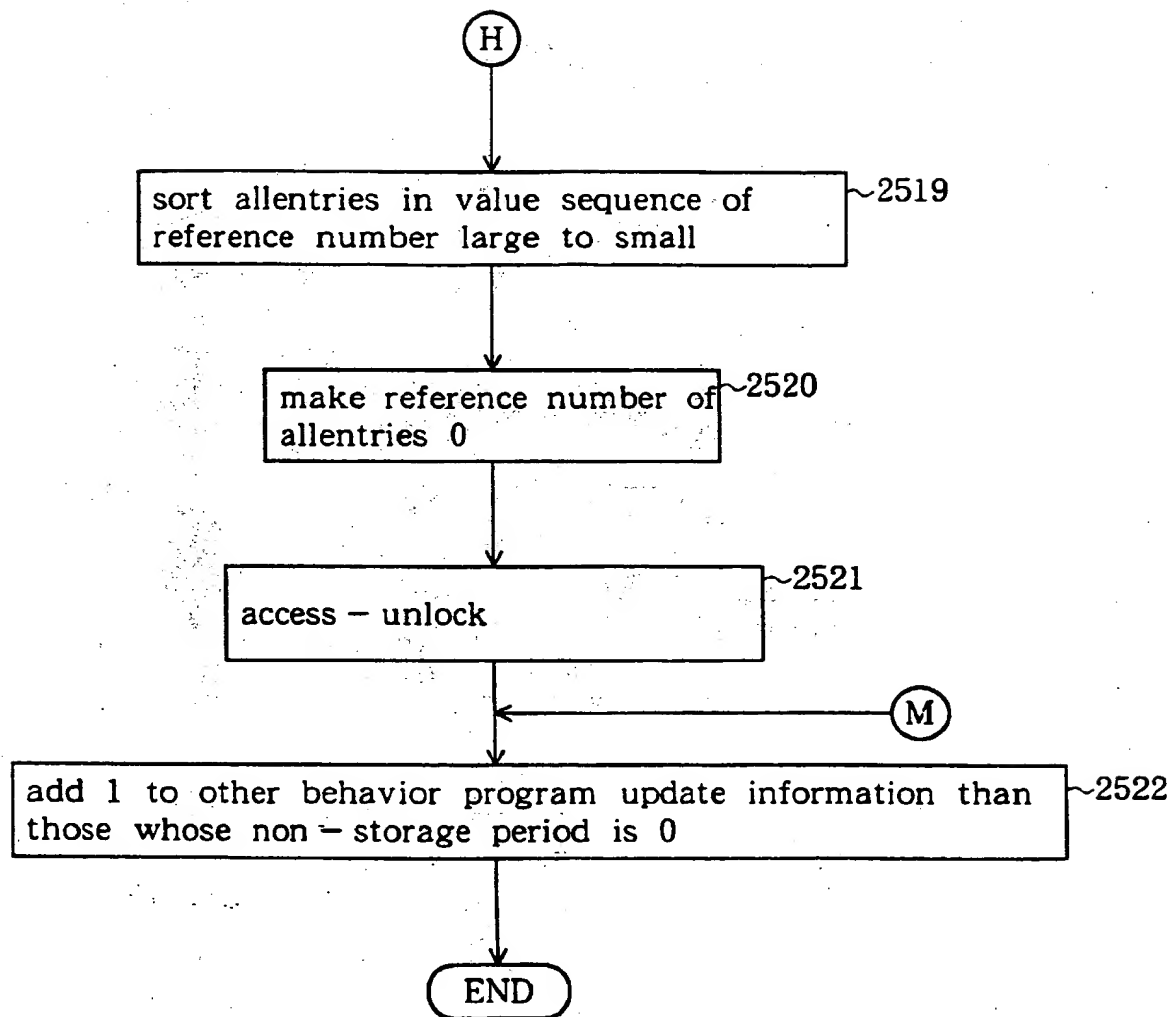 H
sort allentries in value sequence of
reference number large to small
2519
make reference number of
allentries 0
2520
access - unlock
2521
M
add 1 to other behavior program update information than
those whose non - storage period is 0
2522
END